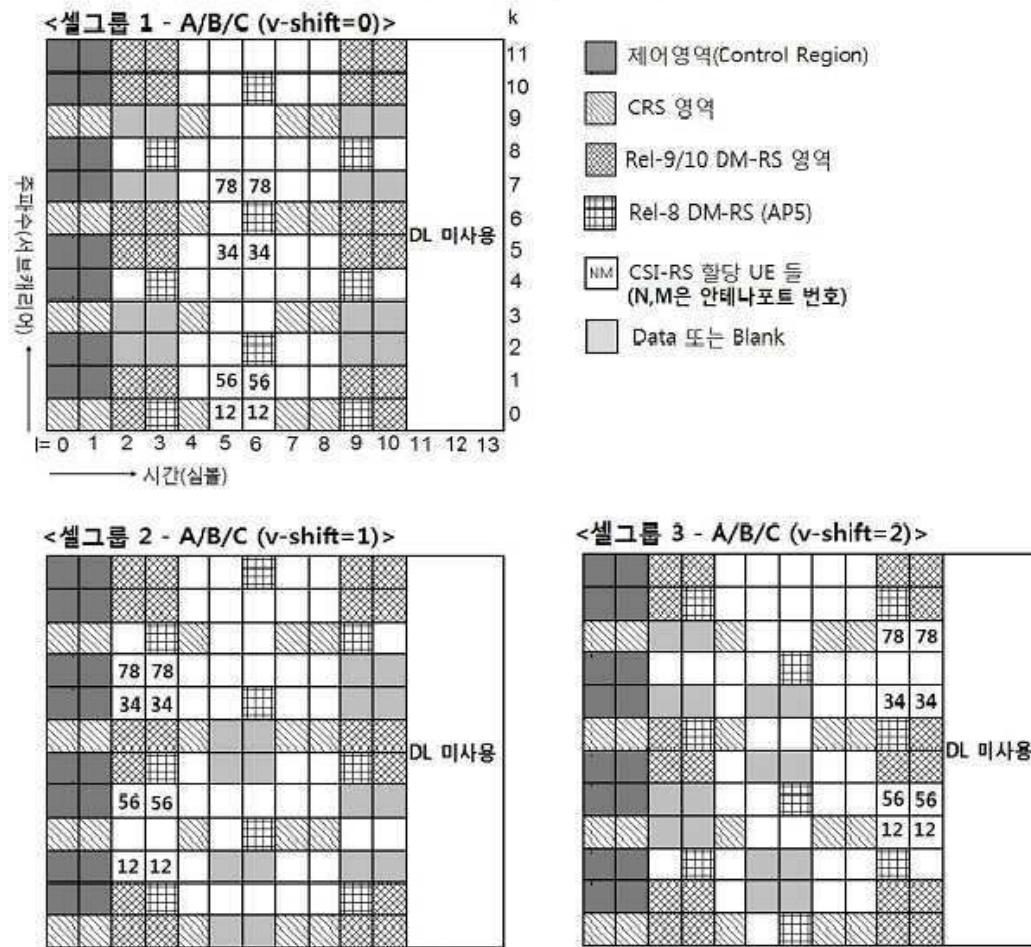 <셀그룹 1 - A/B/C (v-shift=0)>
k
11
10
9
8
7
6
5
4
3
2
1
0
78 78
34 34
56 56
12 12
DL 미사용
주파수(서브캐리어)
l= 0 1 2 3 4 5 6 7 8 9 10 11 12 13
시간(심볼)
제어영역(Control Region)
CRS 영역
Rel-9/10 DM-RS 영역
Rel-8 DM-RS (AP5)
NM CSI-RS 할당 UE 들
(N,M은 안테나포트 번호)
Data 또는 Blank
<셀그룹 2 - A/B/C (v-shift=1)>
78 78
34 34
56 56
12 12
DL 미사용
<셀그룹 3 - A/B/C (v-shift=2)>
78 78
34 34
56 56
12 12
DL 미사용